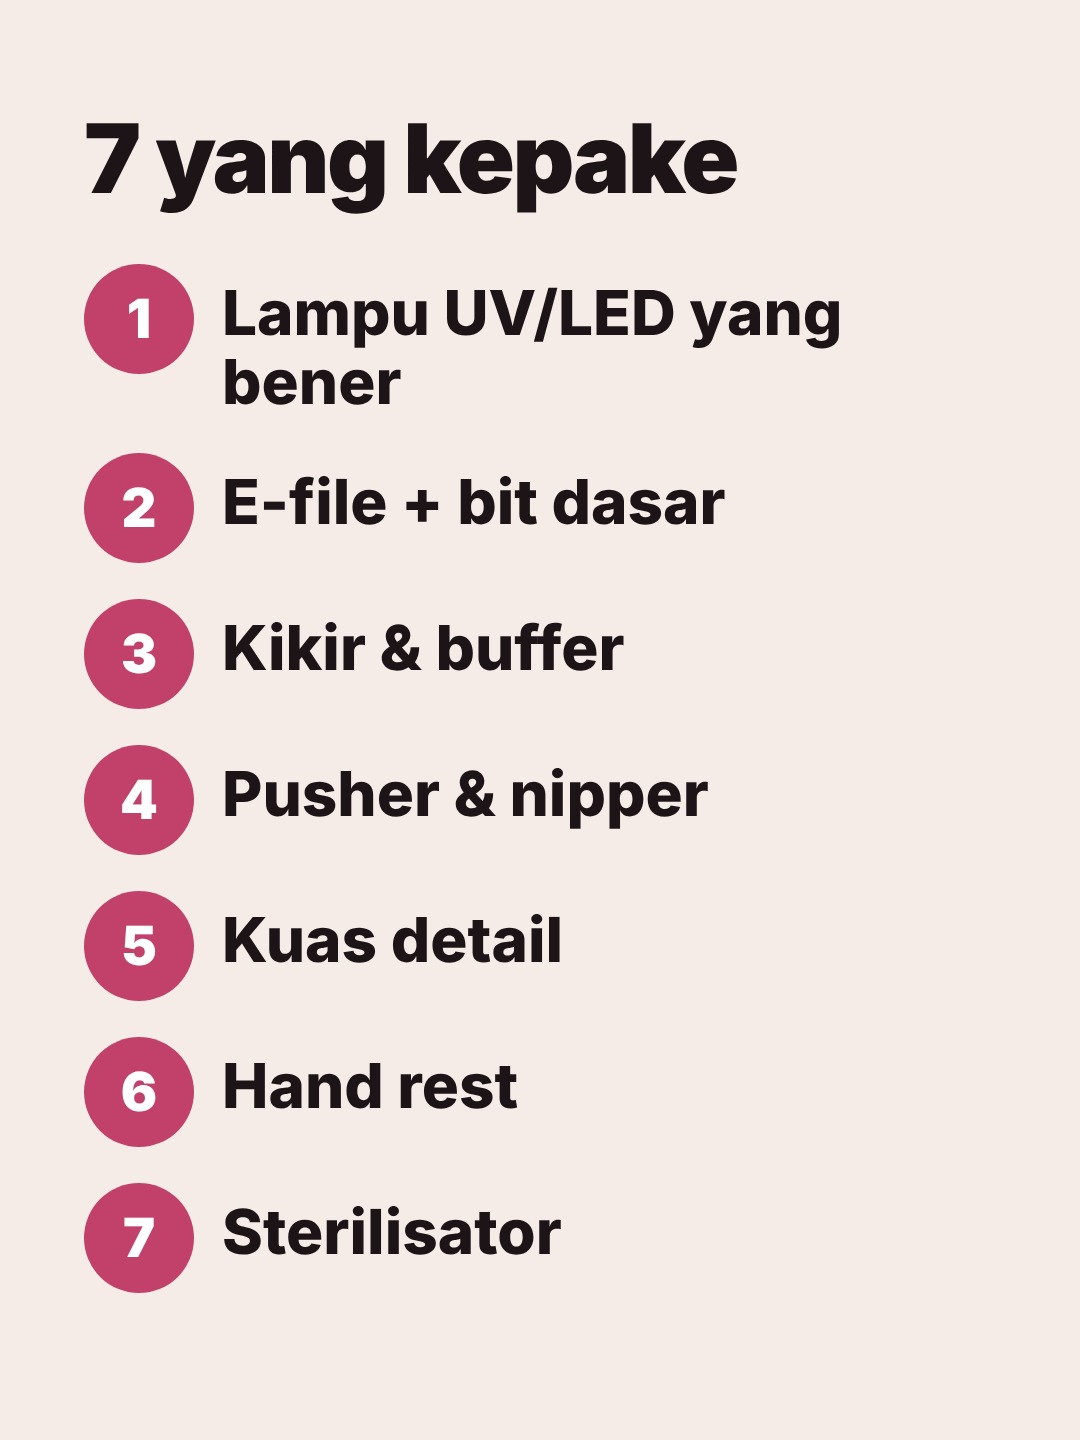 7 yang kepake
1 Lampu UV/LED yang
bener
2 E-file + bit dasar
3 Kikir & buffer
4 Pusher & nipper
5 Kuas detail
6 Hand rest
7 Sterilisator